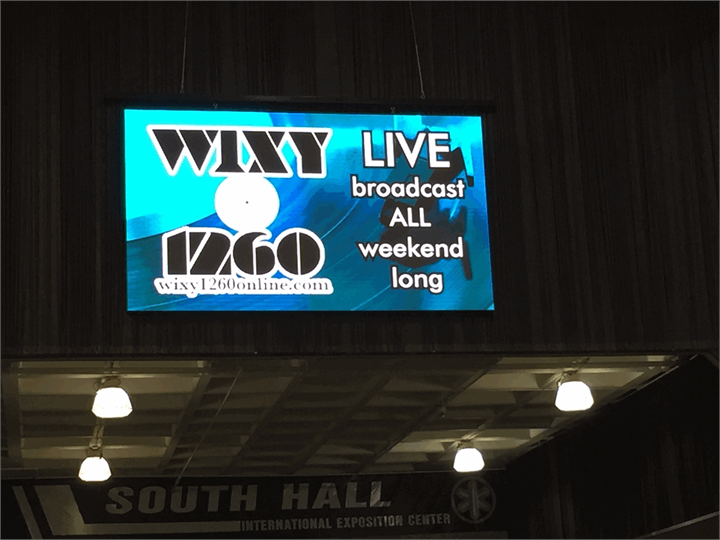 WIXY
1260
wixy1260online.com
LIVE
broadcast
ALL
weekend
long
SOUTH HALL
INTERNATIONAL EXPOSITION CENTER